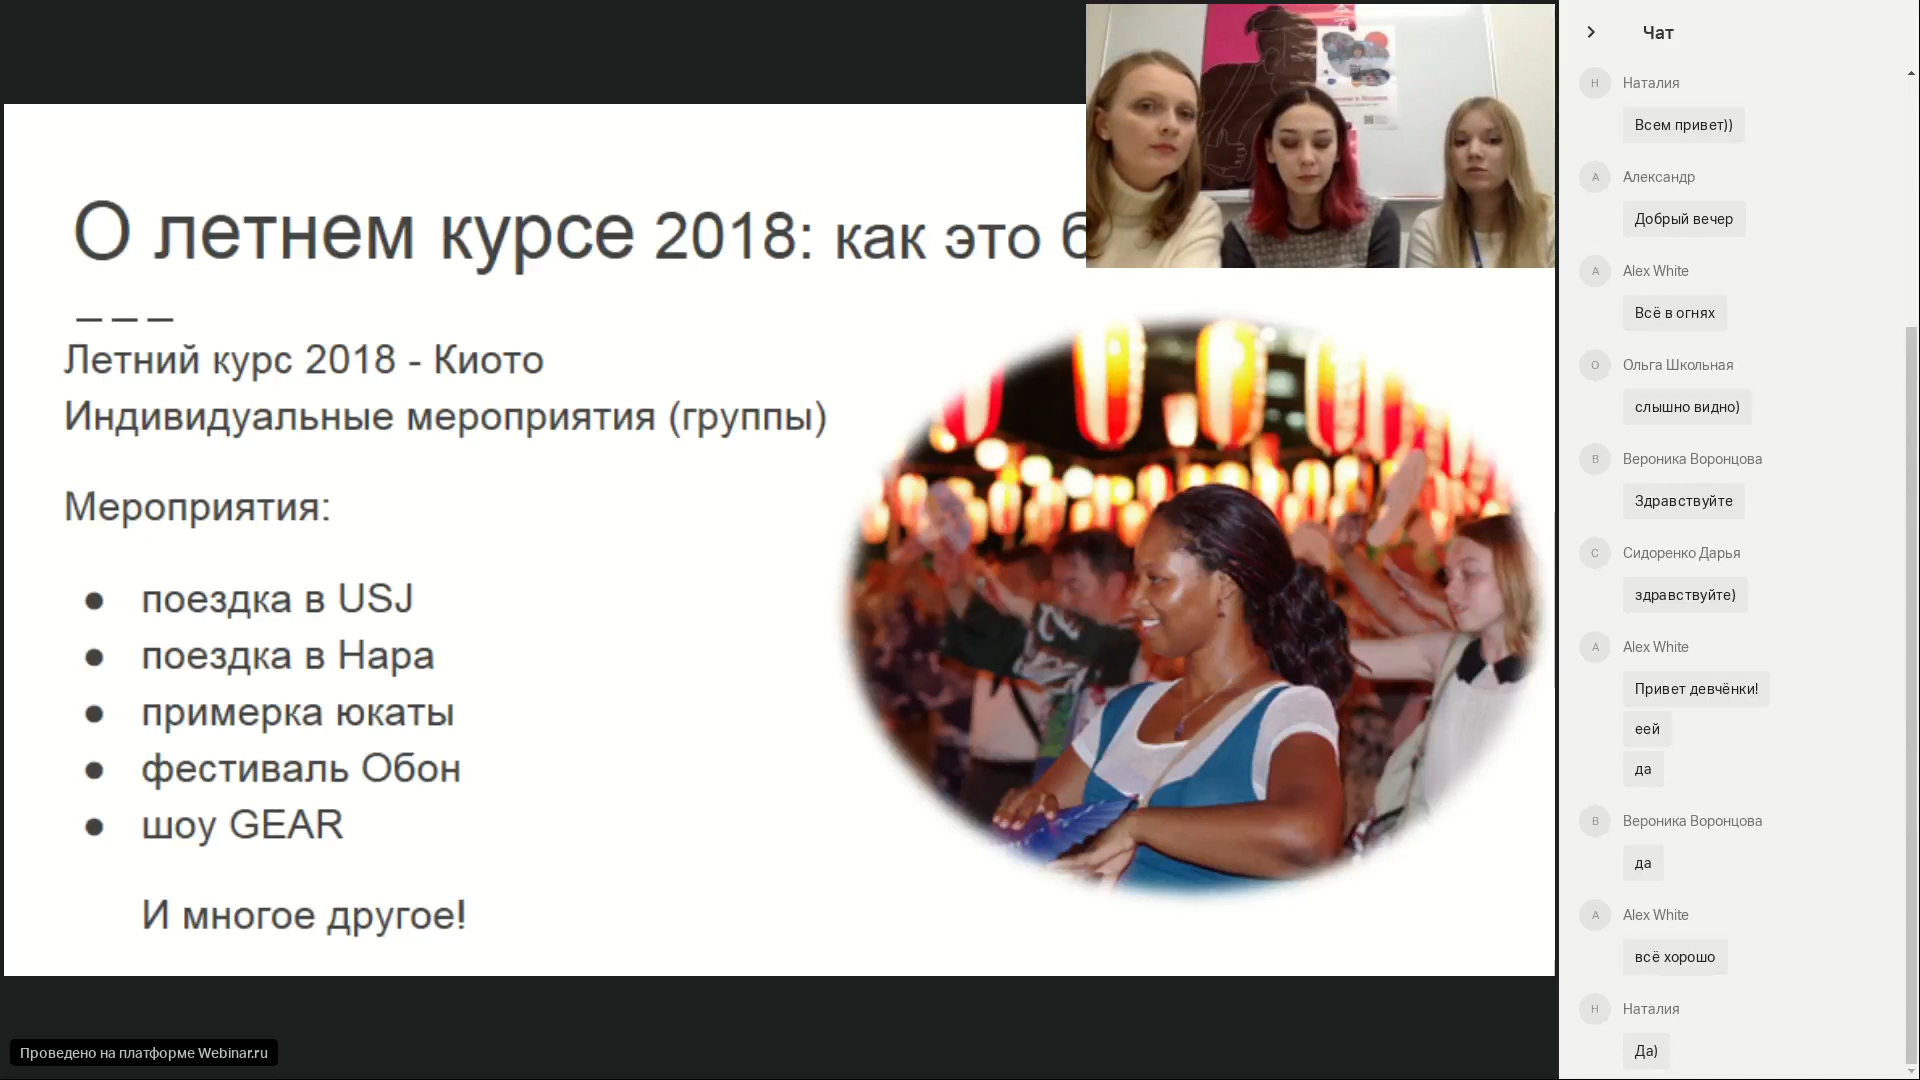 О летнем курсе 2018: как это б
Летний курс 2018 - Киото
Индивидуальные мероприятия (группы)
Мероприятия:
● поездка в USJ
● поездка в Нара
● примерка юкаты
● фестиваль Обон
● шоу GEAR
И многое другое!
Проведено на платформе Webinar.ru
Чат
Н Наталия
Всем привет))
А Александр
Добрый вечер
A Alex White
Всё в огнях
О Ольга Школьная
слышно видно)
В Вероника Воронцова
Здравствуйте
С Сидоренко Дарья
здравствуйте)
A Alex White
Привет девчёнки!
еей
да
В Вероника Воронцова
да
A Alex White
всё хорошо
Н Наталия
Да)